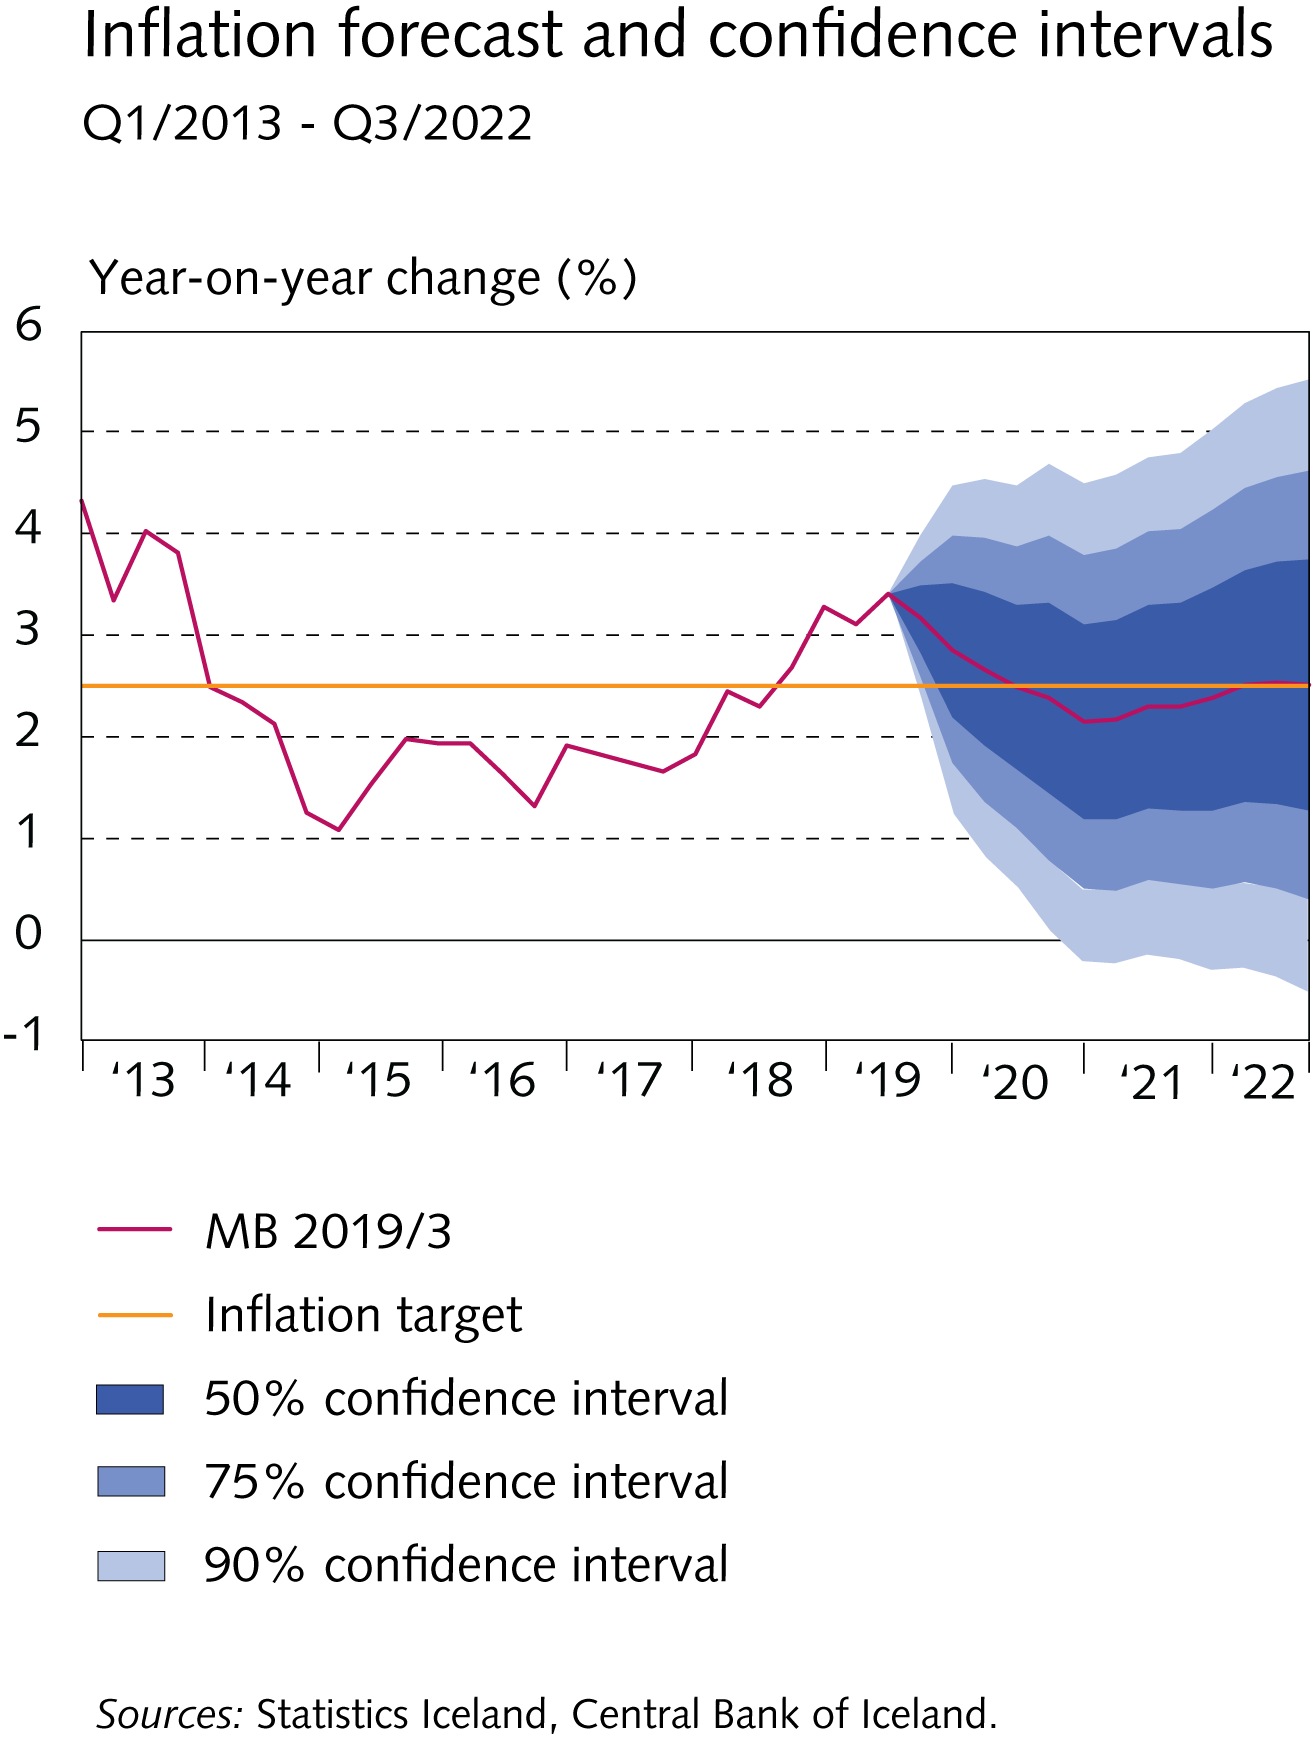 Inflation forecast and confidence intervals
Q1/2013 - Q3/2022
Year-on-year change (%)
6
5
4
3
2
1
0
-1
‘13 ‘14 ‘15 ‘16 ‘17 ‘18 ‘19 ‘20 ‘21 ‘22
MB 2019/3
Inflation target
50% confidence interval
75% confidence interval
90% confidence interval
Sources: Statistics Iceland, Central Bank of Iceland.